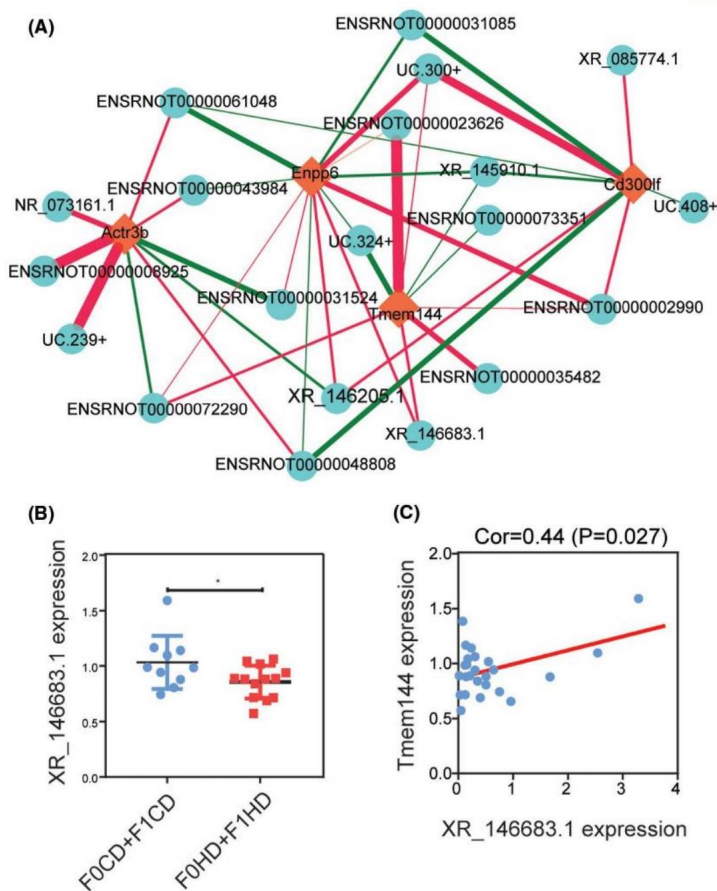 (A)
ENSRNOT00000031085
UC.300+
XR_085774.1
ENSRNOT00000061048
ENSRNOT00000023626
Enpp6
XR_145910.1
Cd300lf
ENSRNOT00000043984
NR_073161.1
UC.408+
ENSRNOT00000073351
Actr3b
UC.324+
ENSRNOT00000008925
ENSRNOT00000031524
Tmem144
ENSRNOT00000002990
UC.239+
ENSRNOT00000035482
ENSRNOT00000072290
XR_146205.1
XR_146683.1
ENSRNOT00000048808
(B)
XR_146683.1 expression
2.0
1.5
1.0
0.5
0.0
*
F0CD+F1CD
F0HD+F1HD
(C)
Cor=0.44 (P=0.027)
Tmem144 expression
2.0
1.5
1.0
0.5
0.0
0
1
2
3
4
XR_146683.1 expression